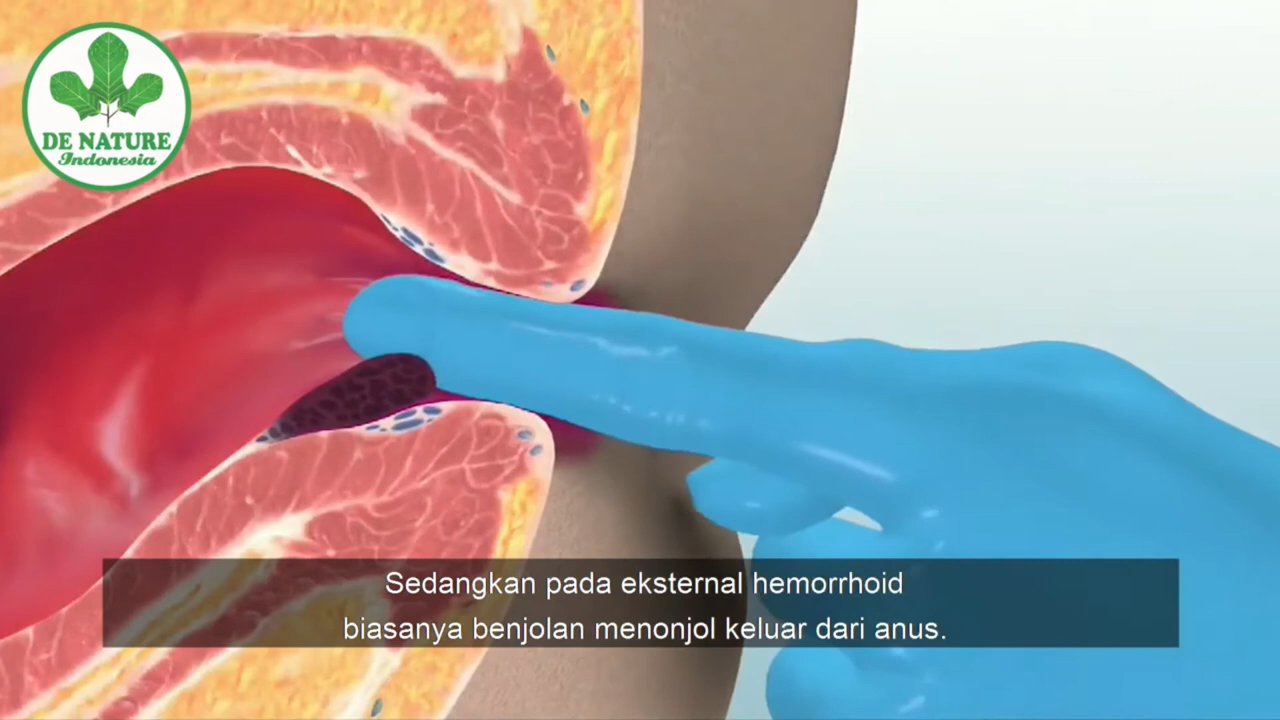 DE NATURE
Indonesia
Sedangkan pada eksternal hemorrhoid
biasanya benjolan menonjol keluar dari anus.